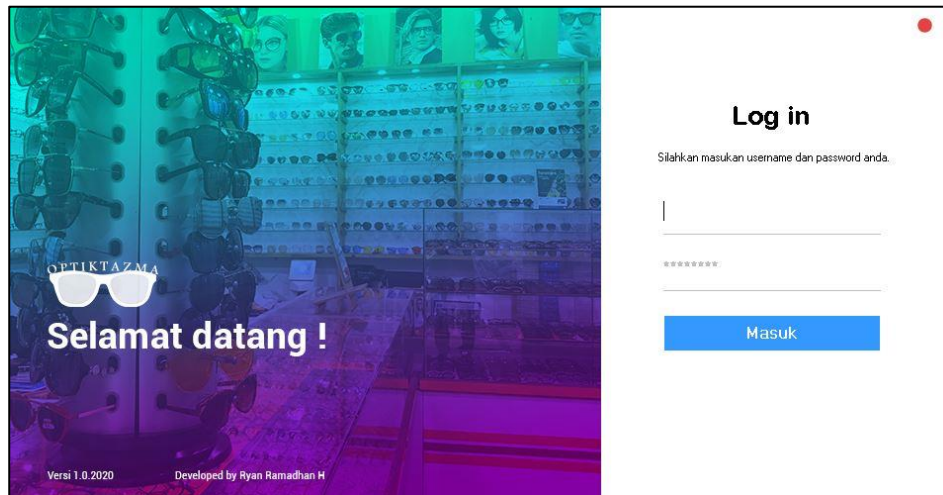 OPTIKTAZMA
Selamat datang !
Versi 1.0.2020 Developed by Ryan Ramadhan H
Log in
Silahkan masukan username dan password anda.
********
Masuk